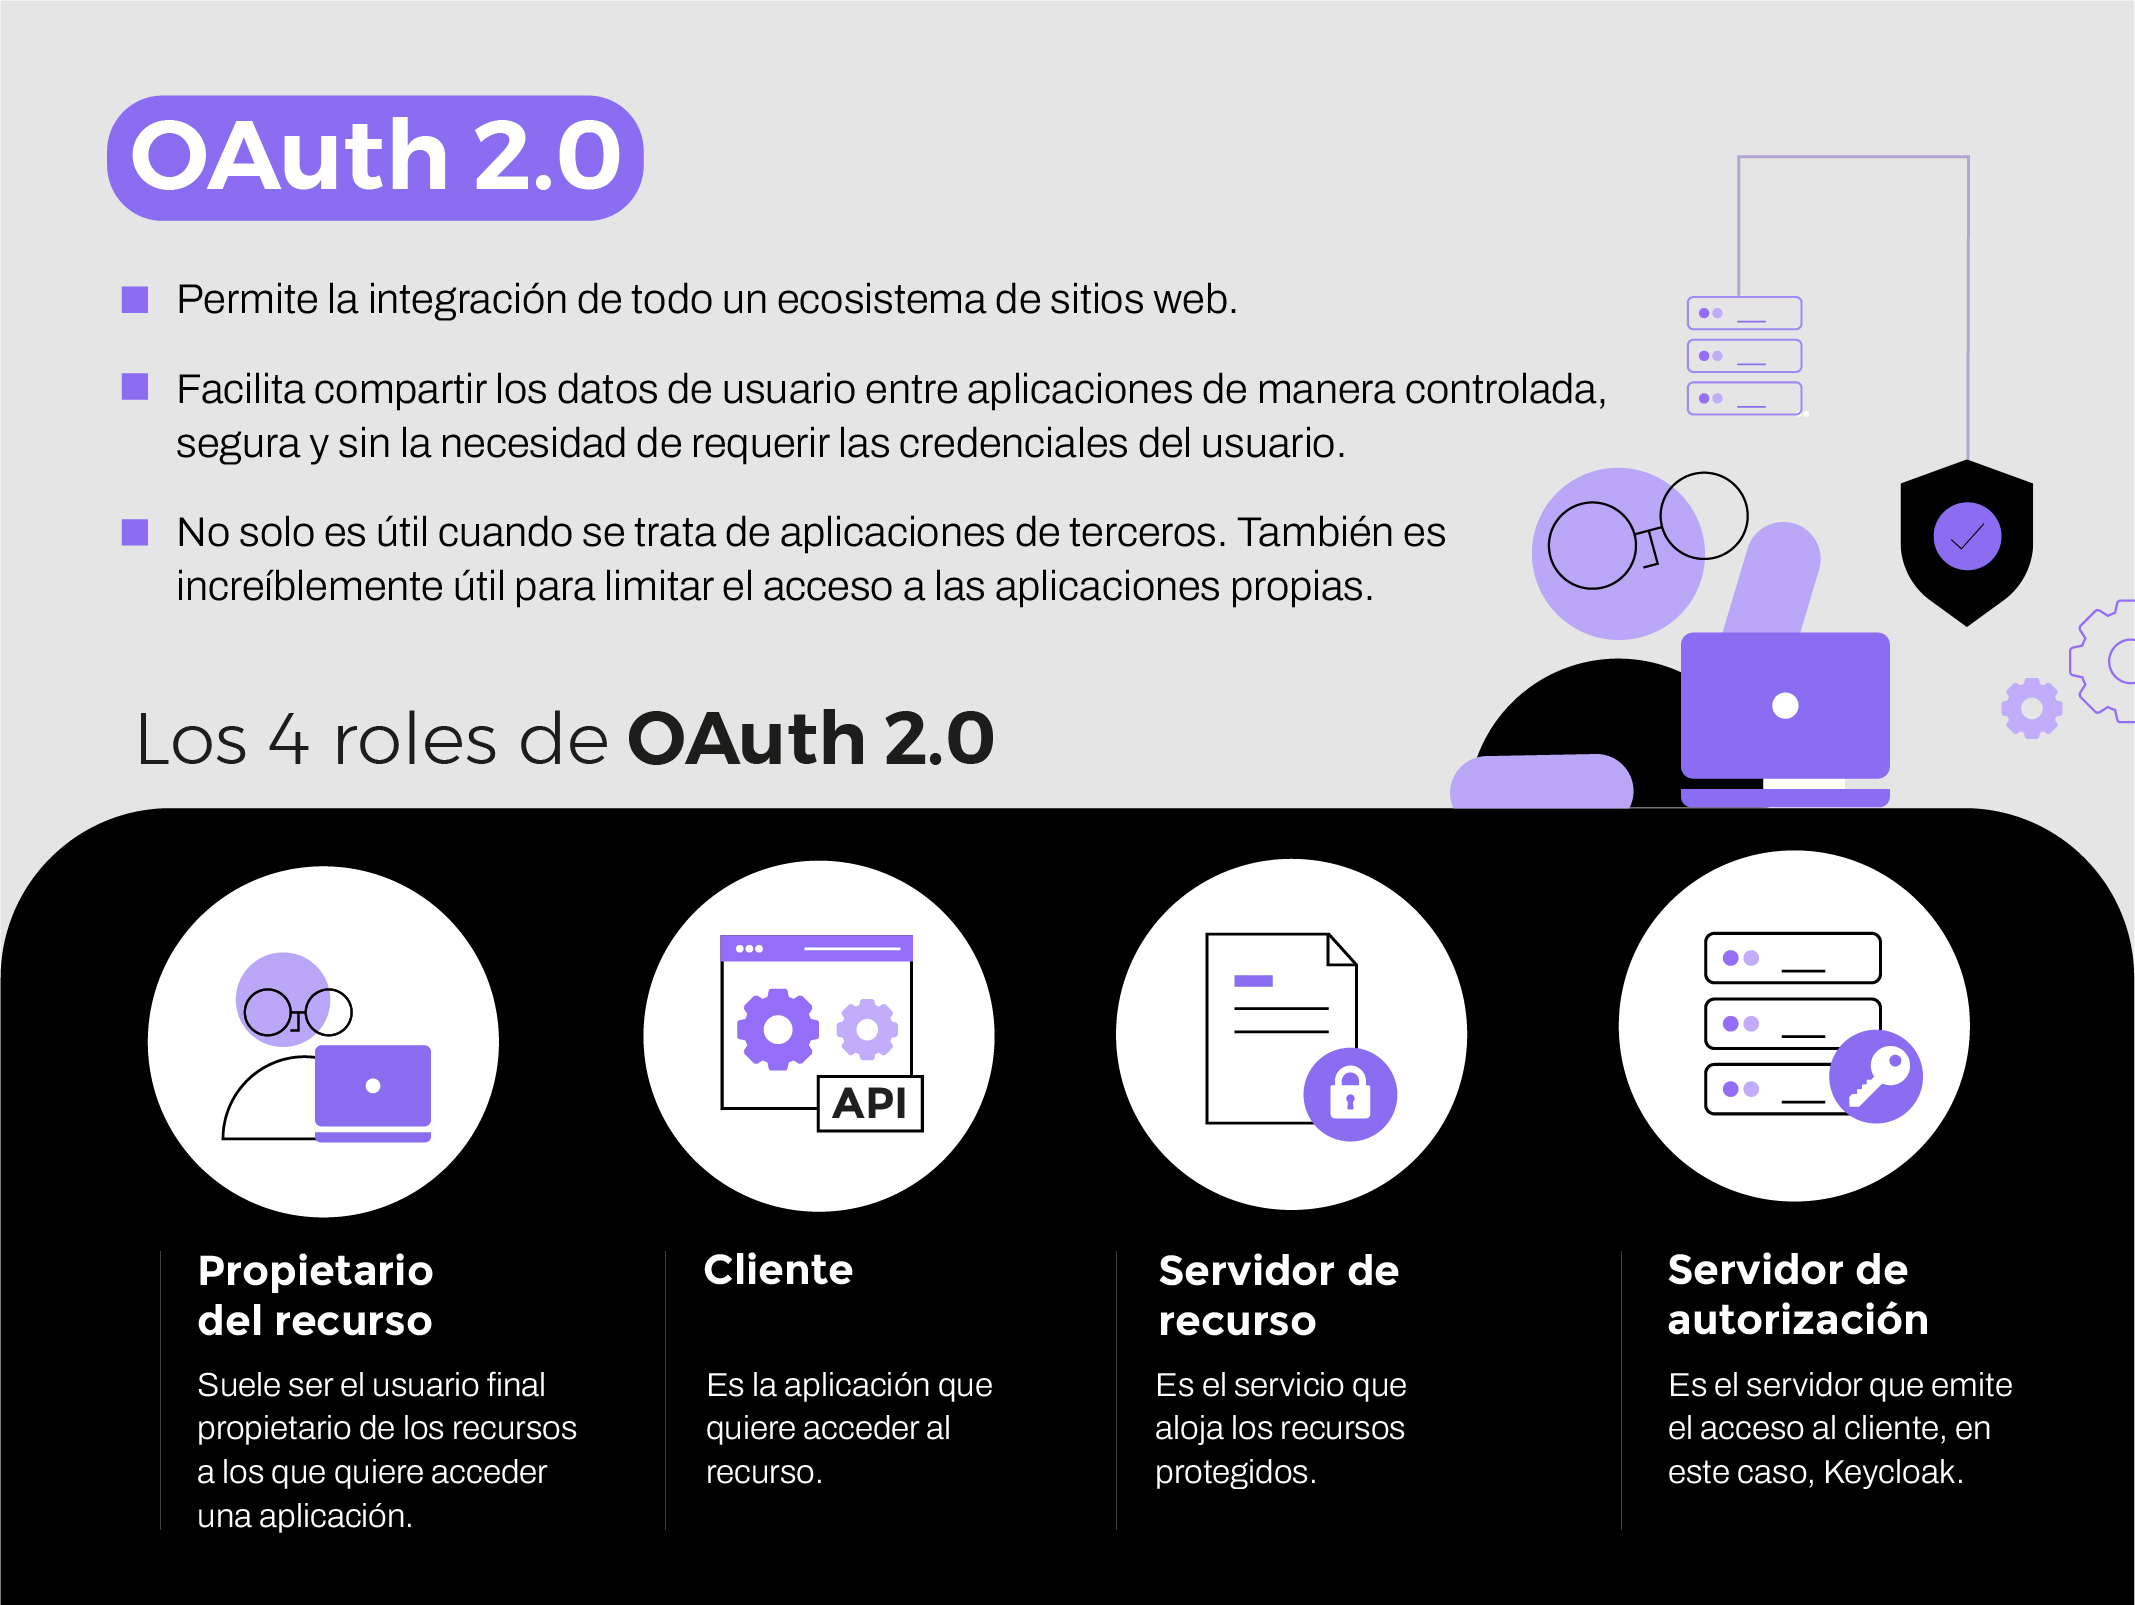 OAuth 2.0
Permite la integración de todo un ecosistema de sitios web.
Facilita compartir los datos de usuario entre aplicaciones de manera controlada,
segura y sin la necesidad de requerir las credenciales del usuario.
No solo es útil cuando se trata de aplicaciones de terceros. También es
increíblemente útil para limitar el acceso a las aplicaciones propias.
Los 4 roles de OAuth 2.0
API
Propietario
del recurso
Suele ser el usuario final
propietario de los recursos
a los que quiere acceder
una aplicación.
Cliente
Es la aplicación que
quiere acceder al
recurso.
Servidor de
recurso
Es el servicio que
aloja los recursos
protegidos.
Servidor de
autorización
Es el servidor que emite
el acceso al cliente, en
este caso, Keycloak.